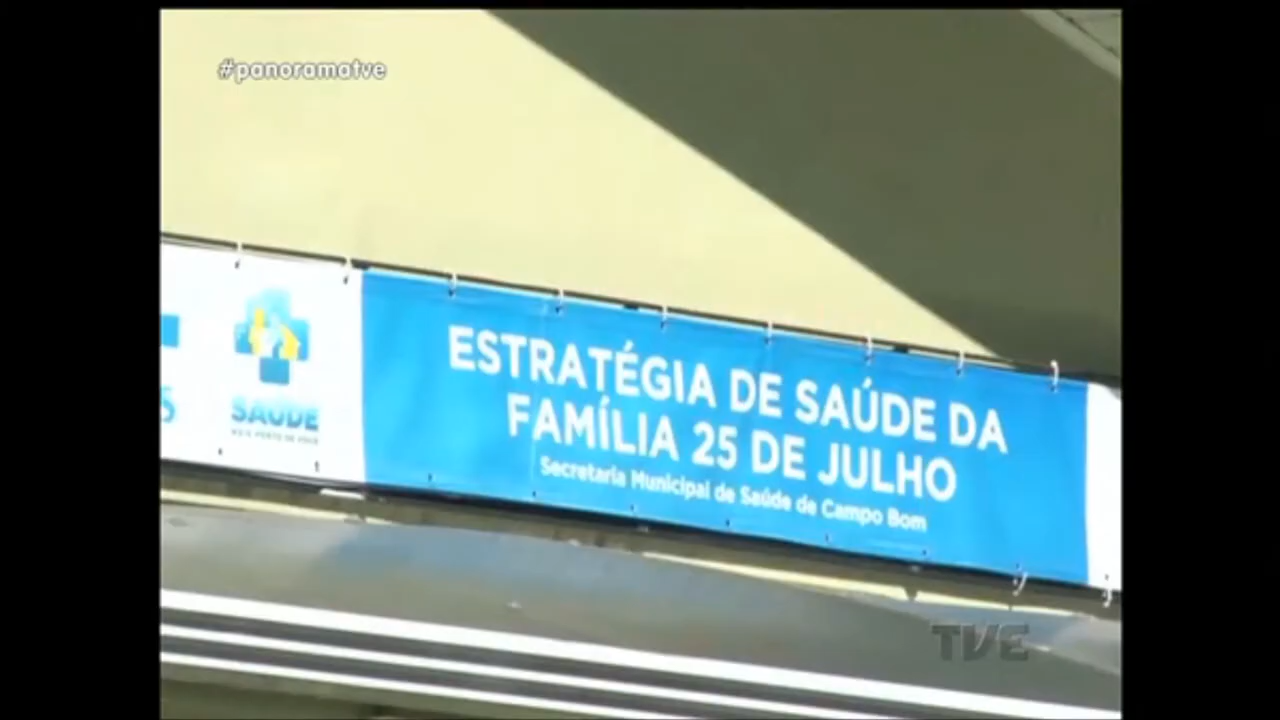 #panoramatve
ESTRATÉGIA DE SAÚDE DA
FAMÍLIA 25 DE JULHO
Secretaria Municipal de Saúde de Campo Bom
SAÚDE
TVE